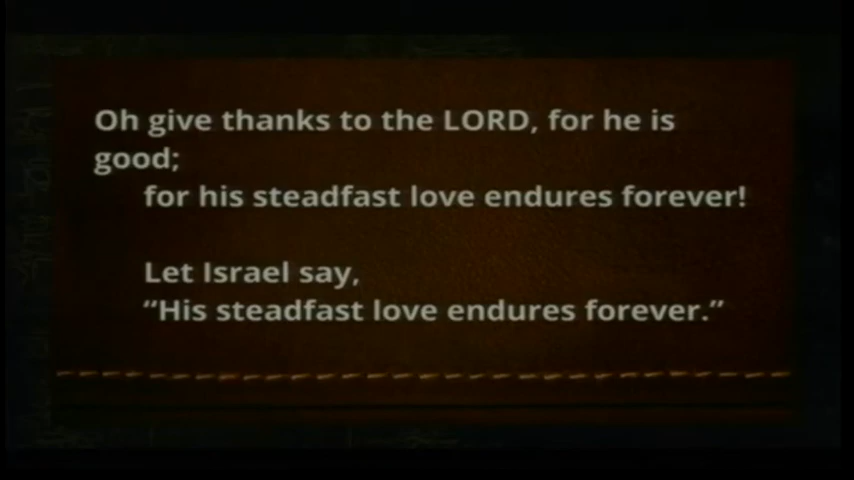 Oh give thanks to the LORD, for he is
good;
for his steadfast love endures forever!
Let Israel say,
“His steadfast love endures forever.”